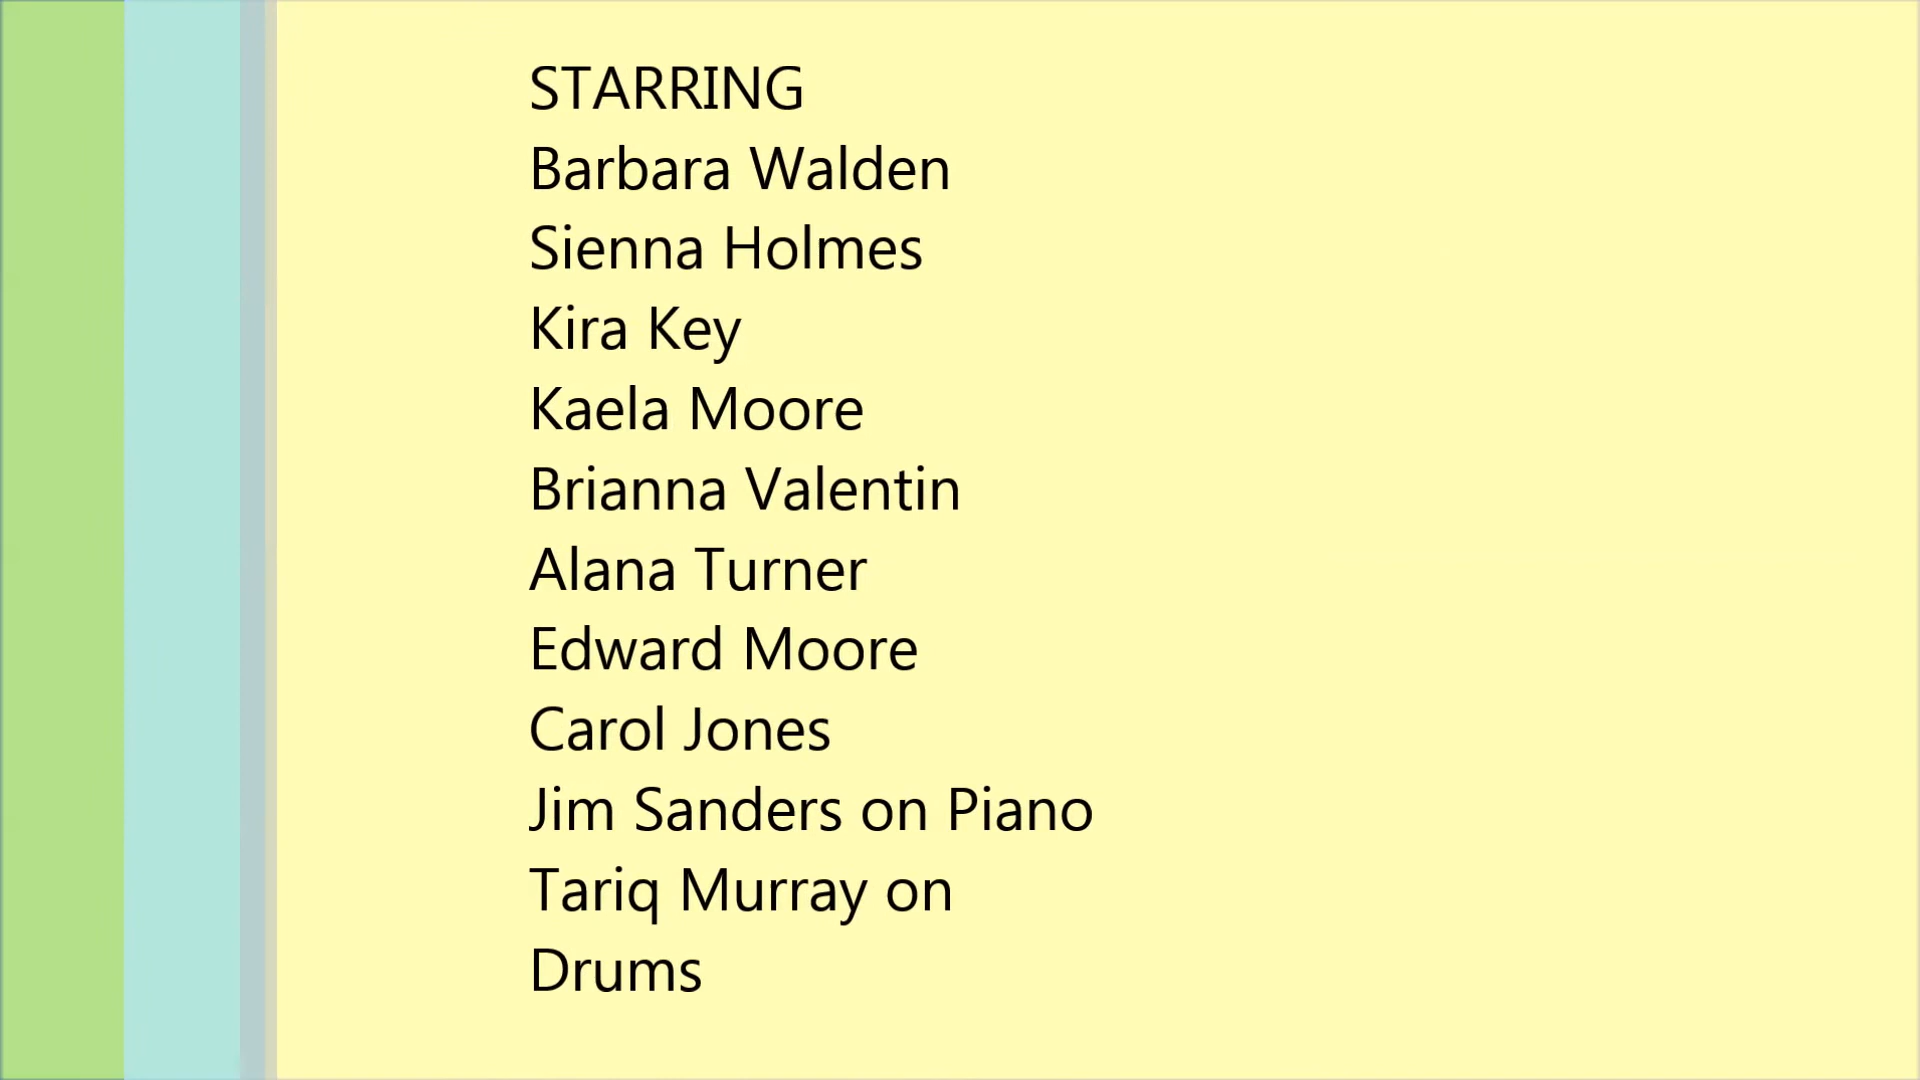 STARRING
Barbara Walden
Sienna Holmes
Kira Key
Kaela Moore
Brianna Valentin
Alana Turner
Edward Moore
Carol Jones
Jim Sanders on Piano
Tariq Murray on
Drums